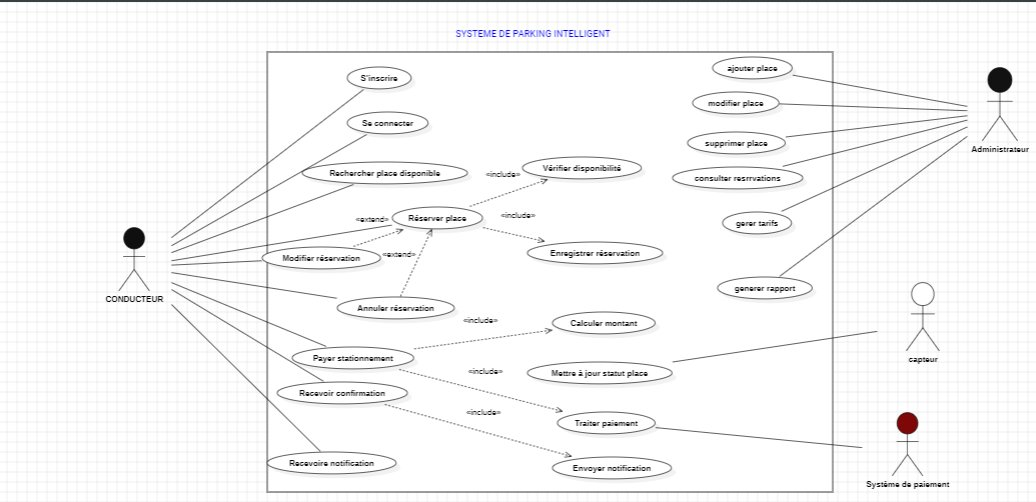 SYSTEME DE PARKING INTELLIGENT
S'inscrire
ajouter place
Se connecter
modifier place
supprimer place
Administrateur
Rechercher place disponible
«include»
Vérifier disponibilité
consulter resrrvations
«extend»
Réserver place
«include»
gerer tarifs
Modifier réservation
«extend»
Enregistrer réservation
CONDUCTEUR
generer rapport
Annuler réservation
«include»
Calculer montant
Payer stationnement
capteur
«include»
Mettre à jour statut place
Recevoir confirmation
«include»
Traiter paiement
Recevoire notification
Envoyer notification
Système de paiement